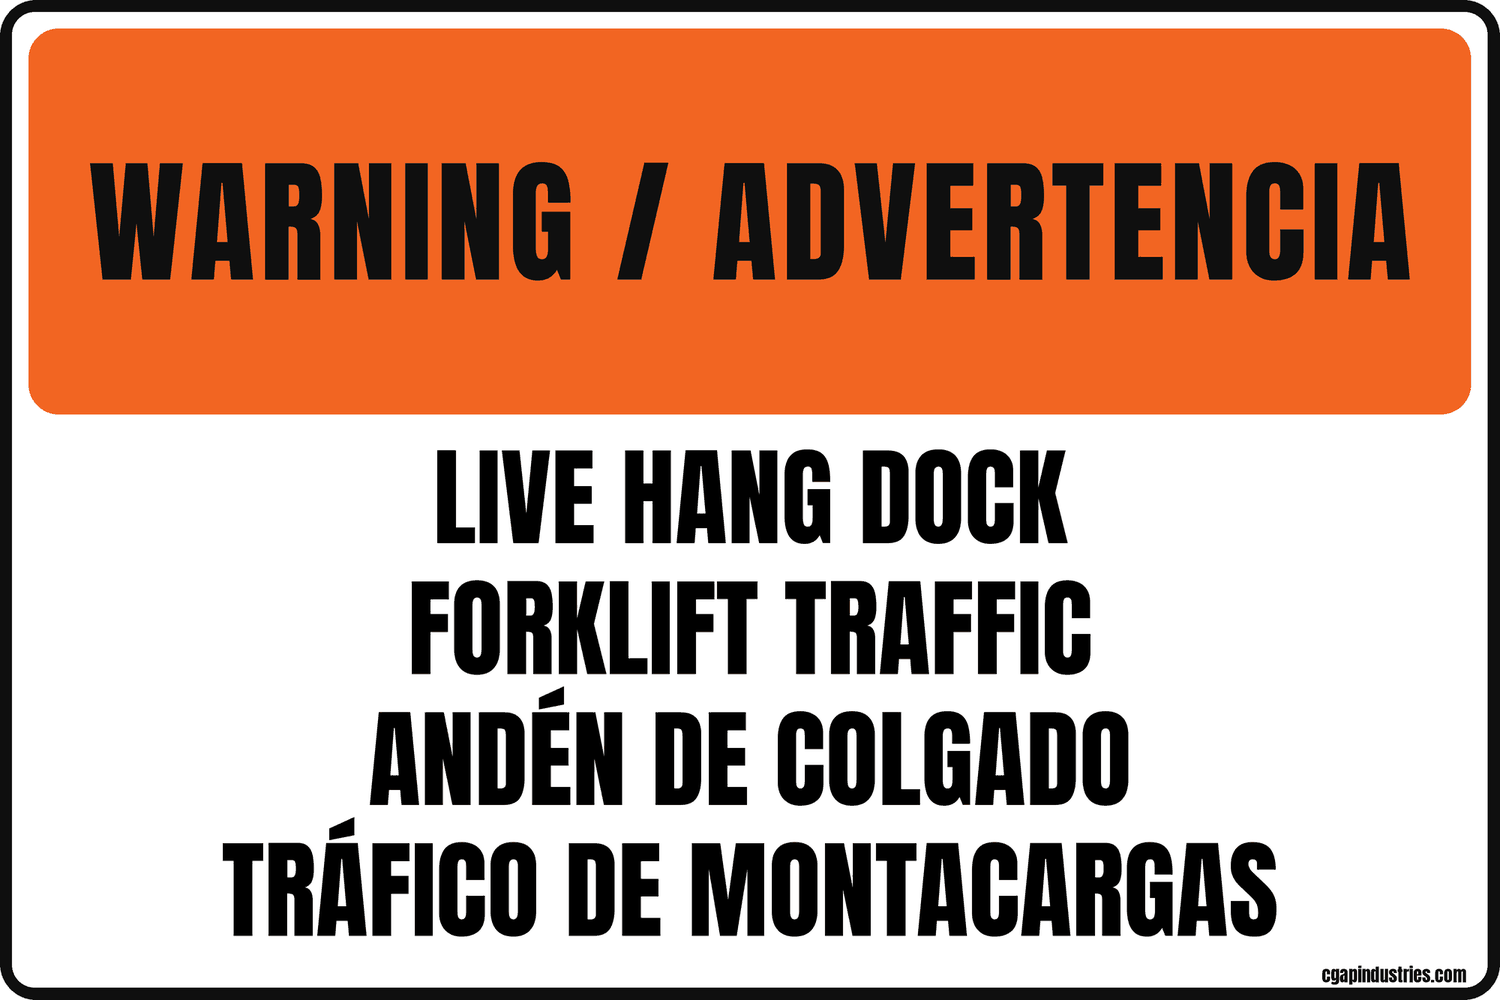 WARNING / ADVERTENCIA
LIVE HANG DOCK
FORKLIFT TRAFFIC
ANDÉN DE COLGADO
TRÁFICO DE MONTACARGAS
cgapindustries.com